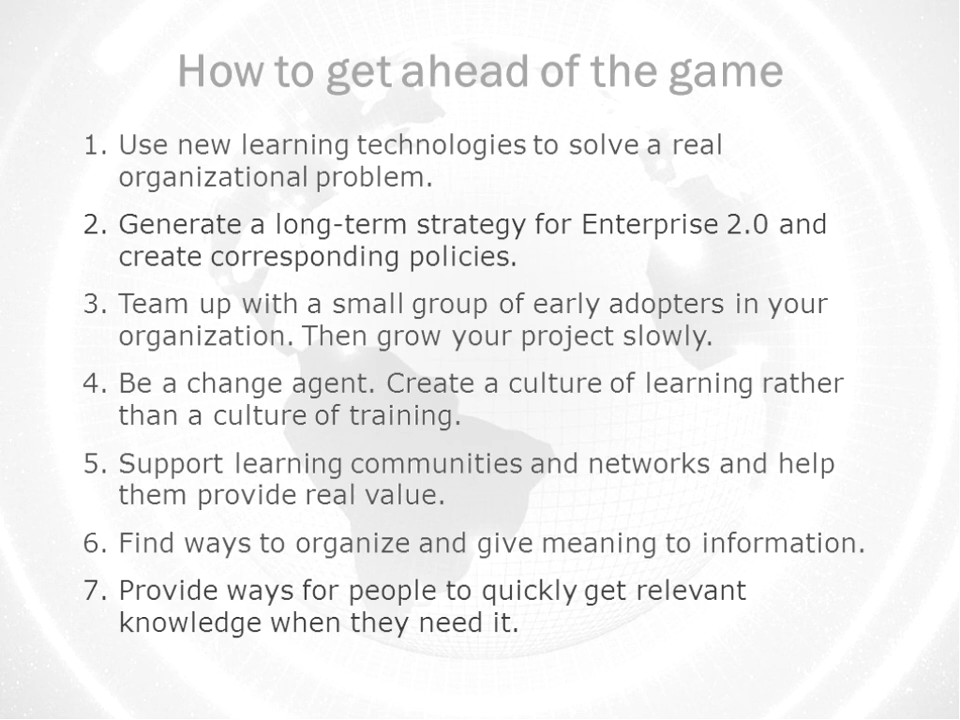 How to get ahead of the game
1. Use new learning technologies to solve a real
organizational problem.
2. Generate a long-term strategy for Enterprise 2.0 and
create corresponding policies.
3. Team up with a small group of early adopters in your
organization. Then grow your project slowly.
4. Be a change agent. Create a culture of learning rather
than a culture of training.
5. Support learning communities and networks and help
them provide real value.
6. Find ways to organize and give meaning to information.
7. Provide ways for people to quickly get relevant
knowledge when they need it.